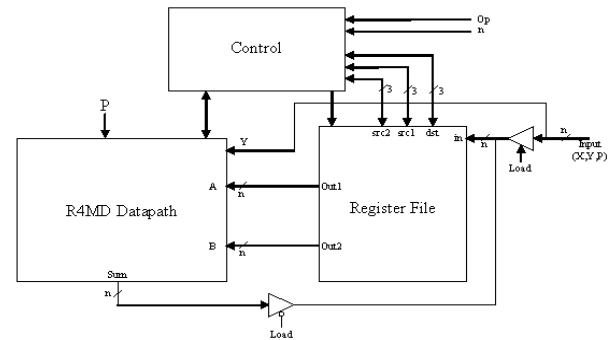 Op
Control
n
3
3
3
P
Y
src2
src1
dst
in
n
n
Input
(X,Y,P)
Load
A
n
Out1
R4MD Datapath
Register File
B
n
Out2
Sum
n
Load